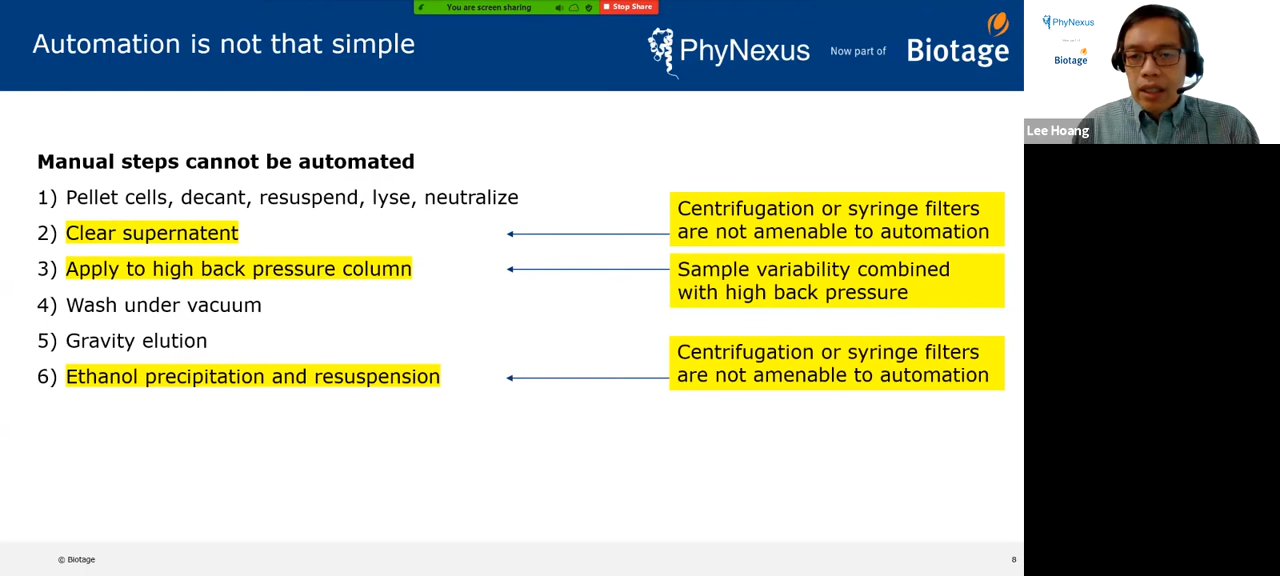 You are screen sharing
Stop Share
Automation is not that simple
PhyNexus
Now part of
Biotage
PhyNexus
Biotage
Lee Hoang
Manual steps cannot be automated
1) Pellet cells, decant, resuspend, lyse, neutralize
2) Clear supernatent
3) Apply to high back pressure column
4) Wash under vacuum
5) Gravity elution
6) Ethanol precipitation and resuspension
Centrifugation or syringe filters
are not amenable to automation
Sample variability combined
with high back pressure
Centrifugation or syringe filters
are not amenable to automation
© Biotage
8